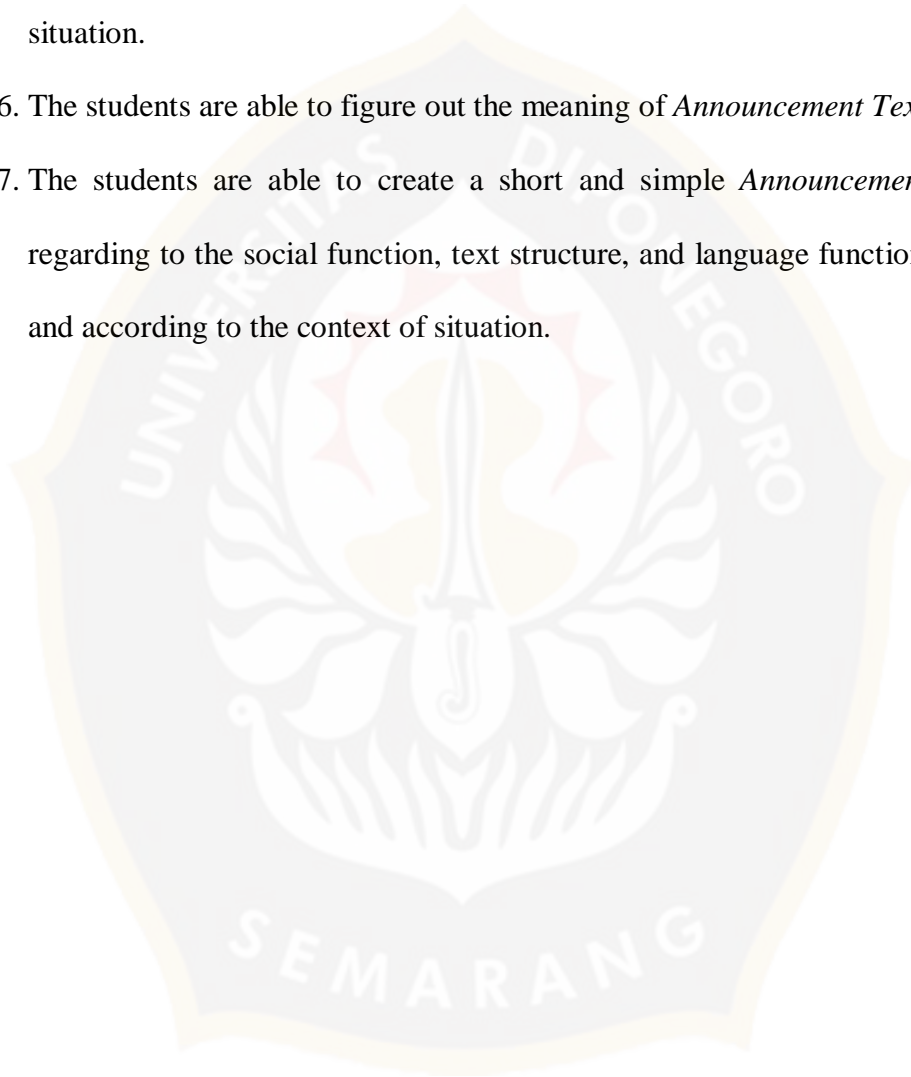 situation.
6. The students are able to figure out the meaning of Announcement Tex
7. The students are able to create a short and simple Announcemen
regarding to the social function, text structure, and language function
and according to the context of situation.
UNIVERSITAS DIPONEGORO
SEMARANG